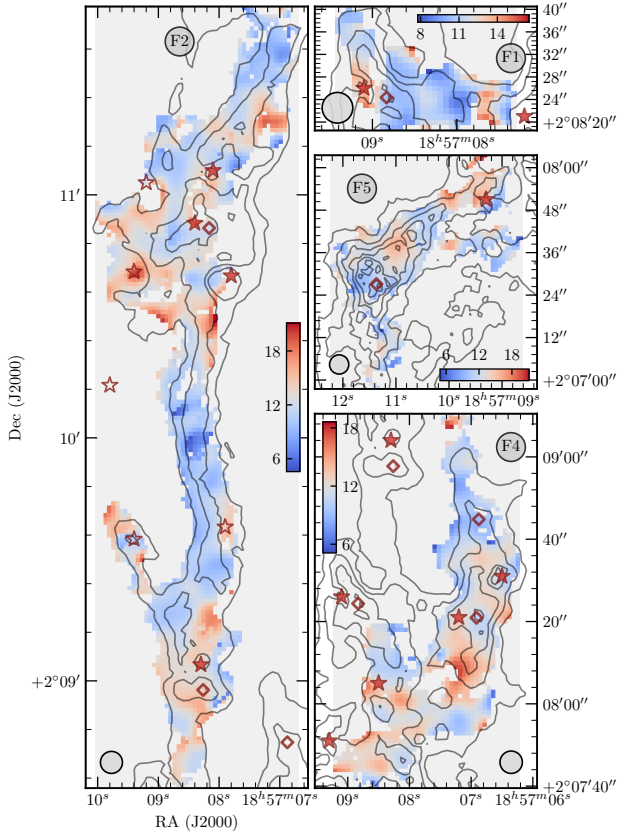 F2
11′
10′
+2°09′
Dec (J2000)
18
12
6
10ˢ
09ˢ
08ˢ
18ʰ57ᵐ07ˢ
RA (J2000)
8
11
14
F1
40″
36″
32″
28″
24″
+2°08′20″
09ˢ
18ʰ57ᵐ08ˢ
F5
08′00″
48″
36″
24″
12″
+2°07′00″
6
12
18
12ˢ
11ˢ
10ˢ
18ʰ57ᵐ09ˢ
18
12
6
F4
09′00″
40″
20″
08′00″
+2°07′40″
09ˢ
08ˢ
07ˢ
18ʰ57ᵐ06ˢ